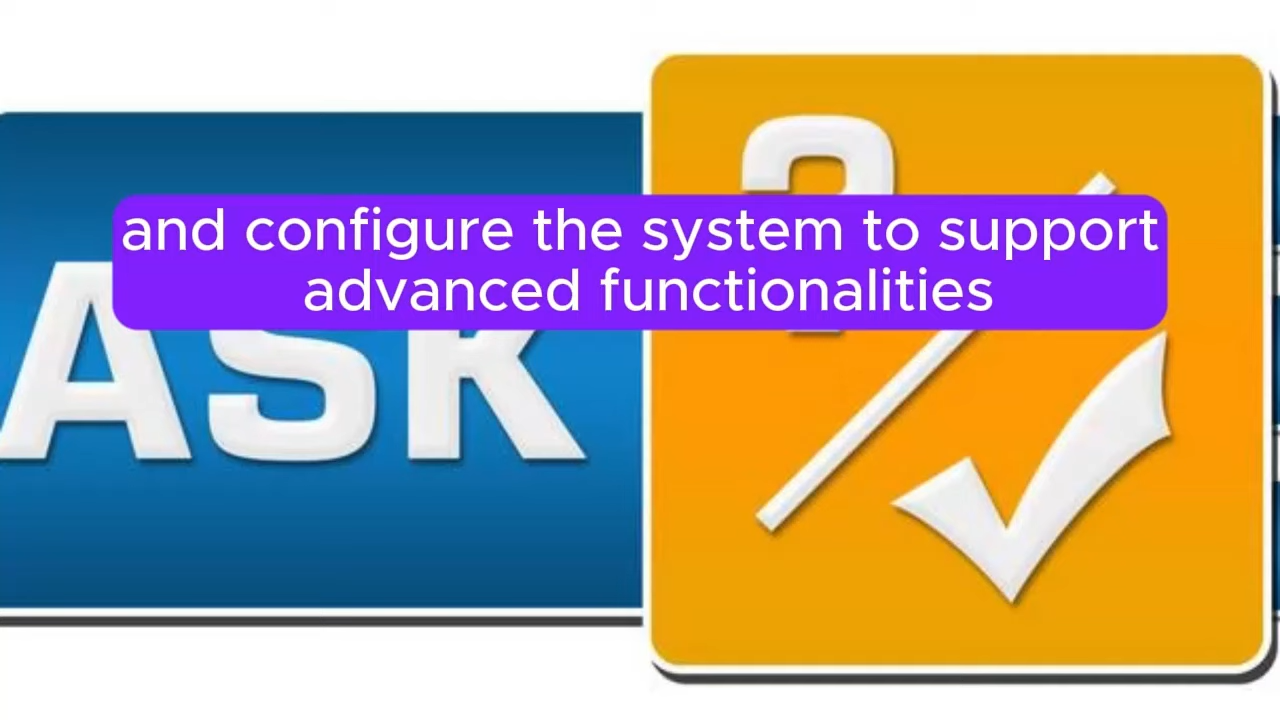 and configure the system to support
advanced functionalities
ASK
?